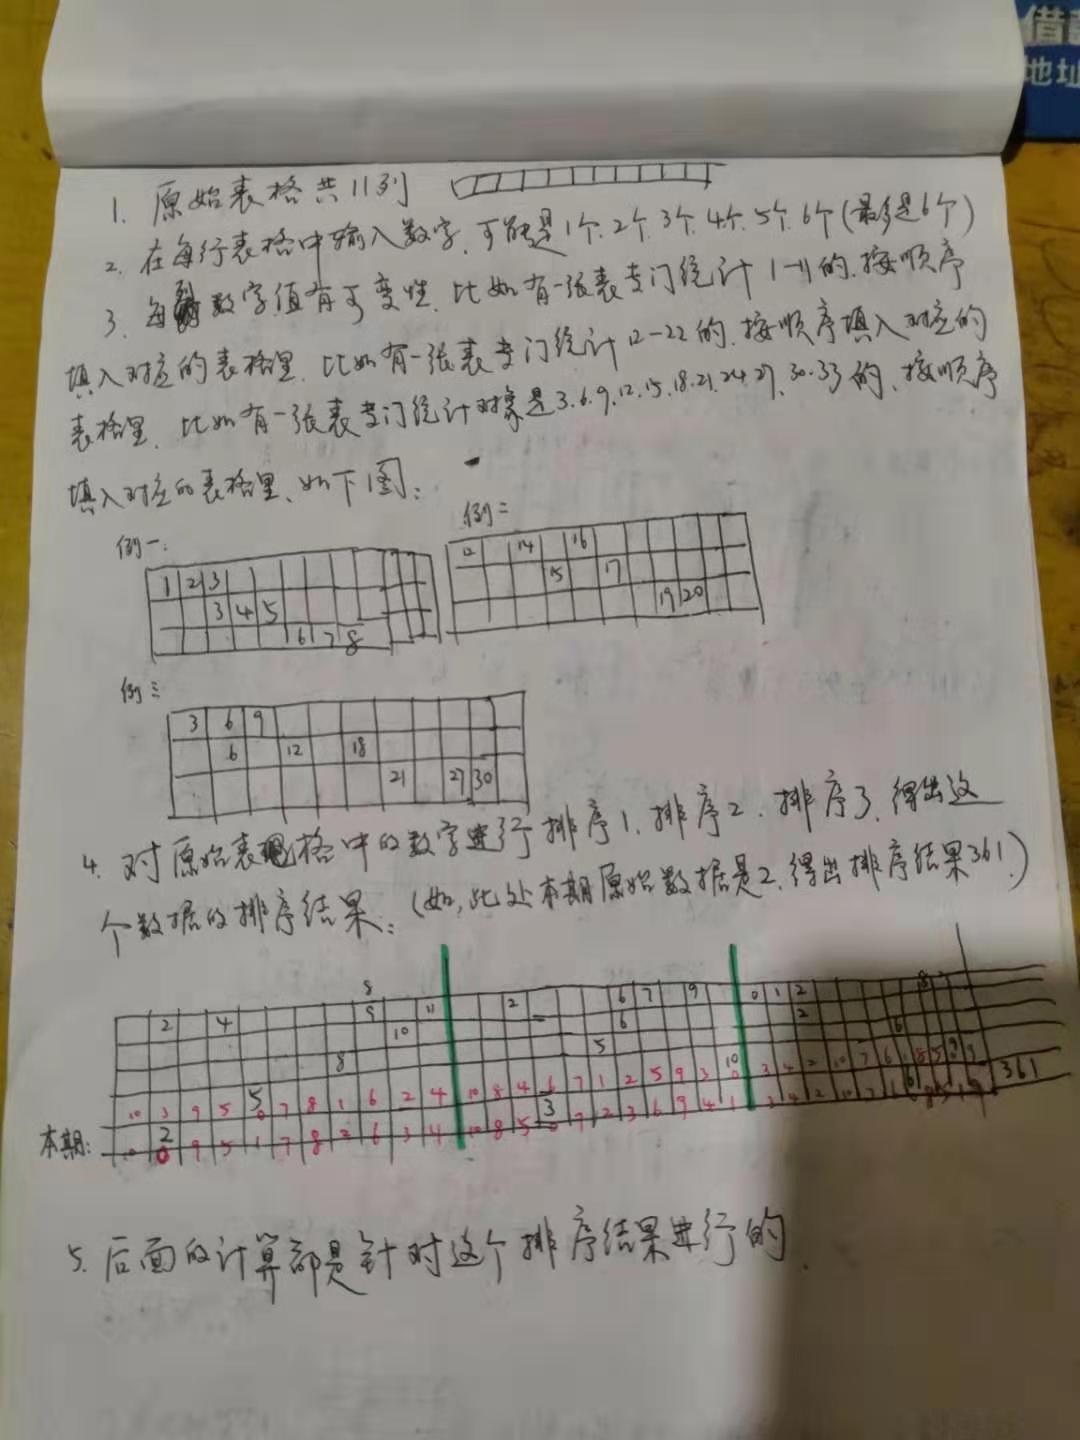 借
地址
1. 原始表格共11列
2. 在每行表格中输入数字,可能是1个.2个.3个.4个.5个.6个(最多是6个)
3. 每列数字值有可变性.比如有一张表专门统计1-11的.按顺序
填入对应的表格里.比如有一张表专门统计12-22的.按顺序填入对应的
表格里.比如有一张表专门统计对象是3.6.9.12.15.18.21.24.27.30.33的.按顺序
填入对应的表格里、如下图:
例一: 例二
1 2 3
3 4 5
6 7 8
12 14 16
15 17
19 20
例三
3 6 9
6 12 18
21 27 30
4. 对原始表格中的数字进行排序1.排序2.排序3.得出这
个数据的排序结果:(如,此处本期原始数据是2.得出排序结果361.)
8
2 4 9 11 2 6 7 9 0 1 2 8
10 6 2 6
8 5
5 10
10 3 9 5 0 7 8 1 6 2 4 10 8 4 6 7 1 2 5 9 3 0 3 4 2 10 7 6 1 8 5 0 9 361
本期: 2 3 6
10 0 9 5 1 7 8 2 6 3 4 10 8 5 0 7 2 3 6 9 4 1 3 4 2 10 7
5. 后面的计算都是针对这个排序结果进行的.